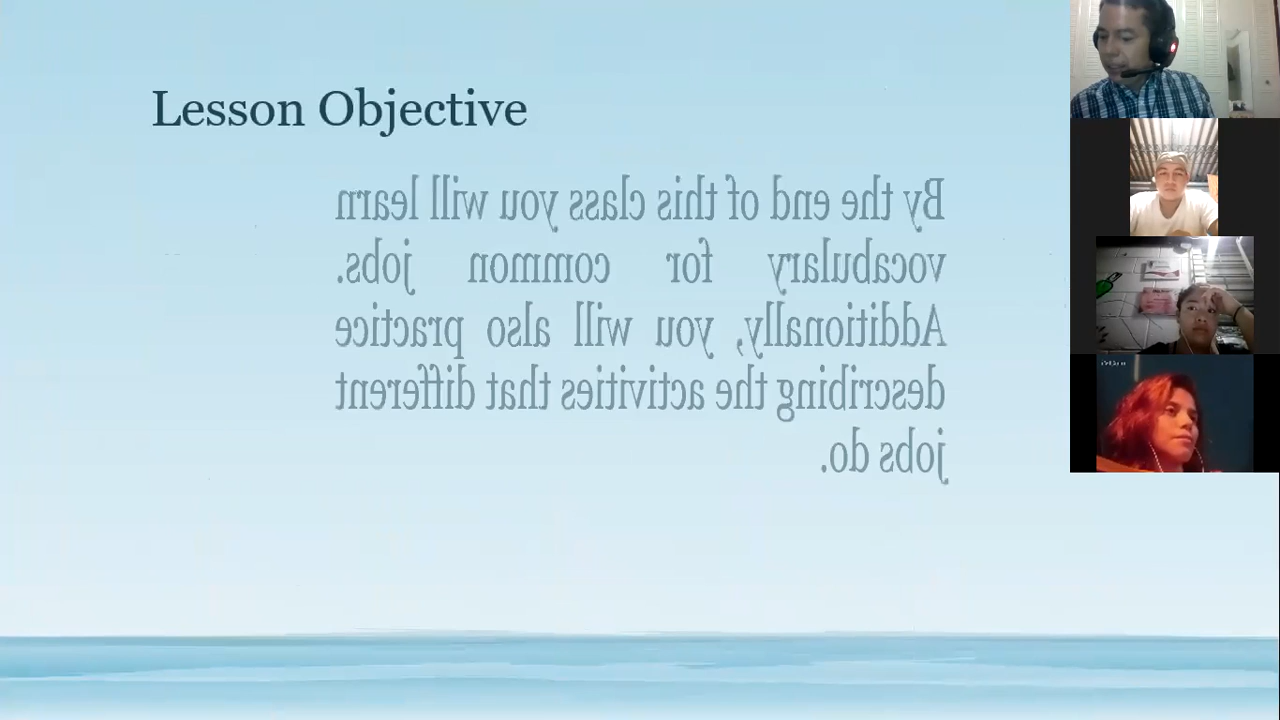 Lesson Objective
By the end of this class you will learn
vocabulary for common jobs.
Additionally, you will also practice
describing the activities that different
jobs do.